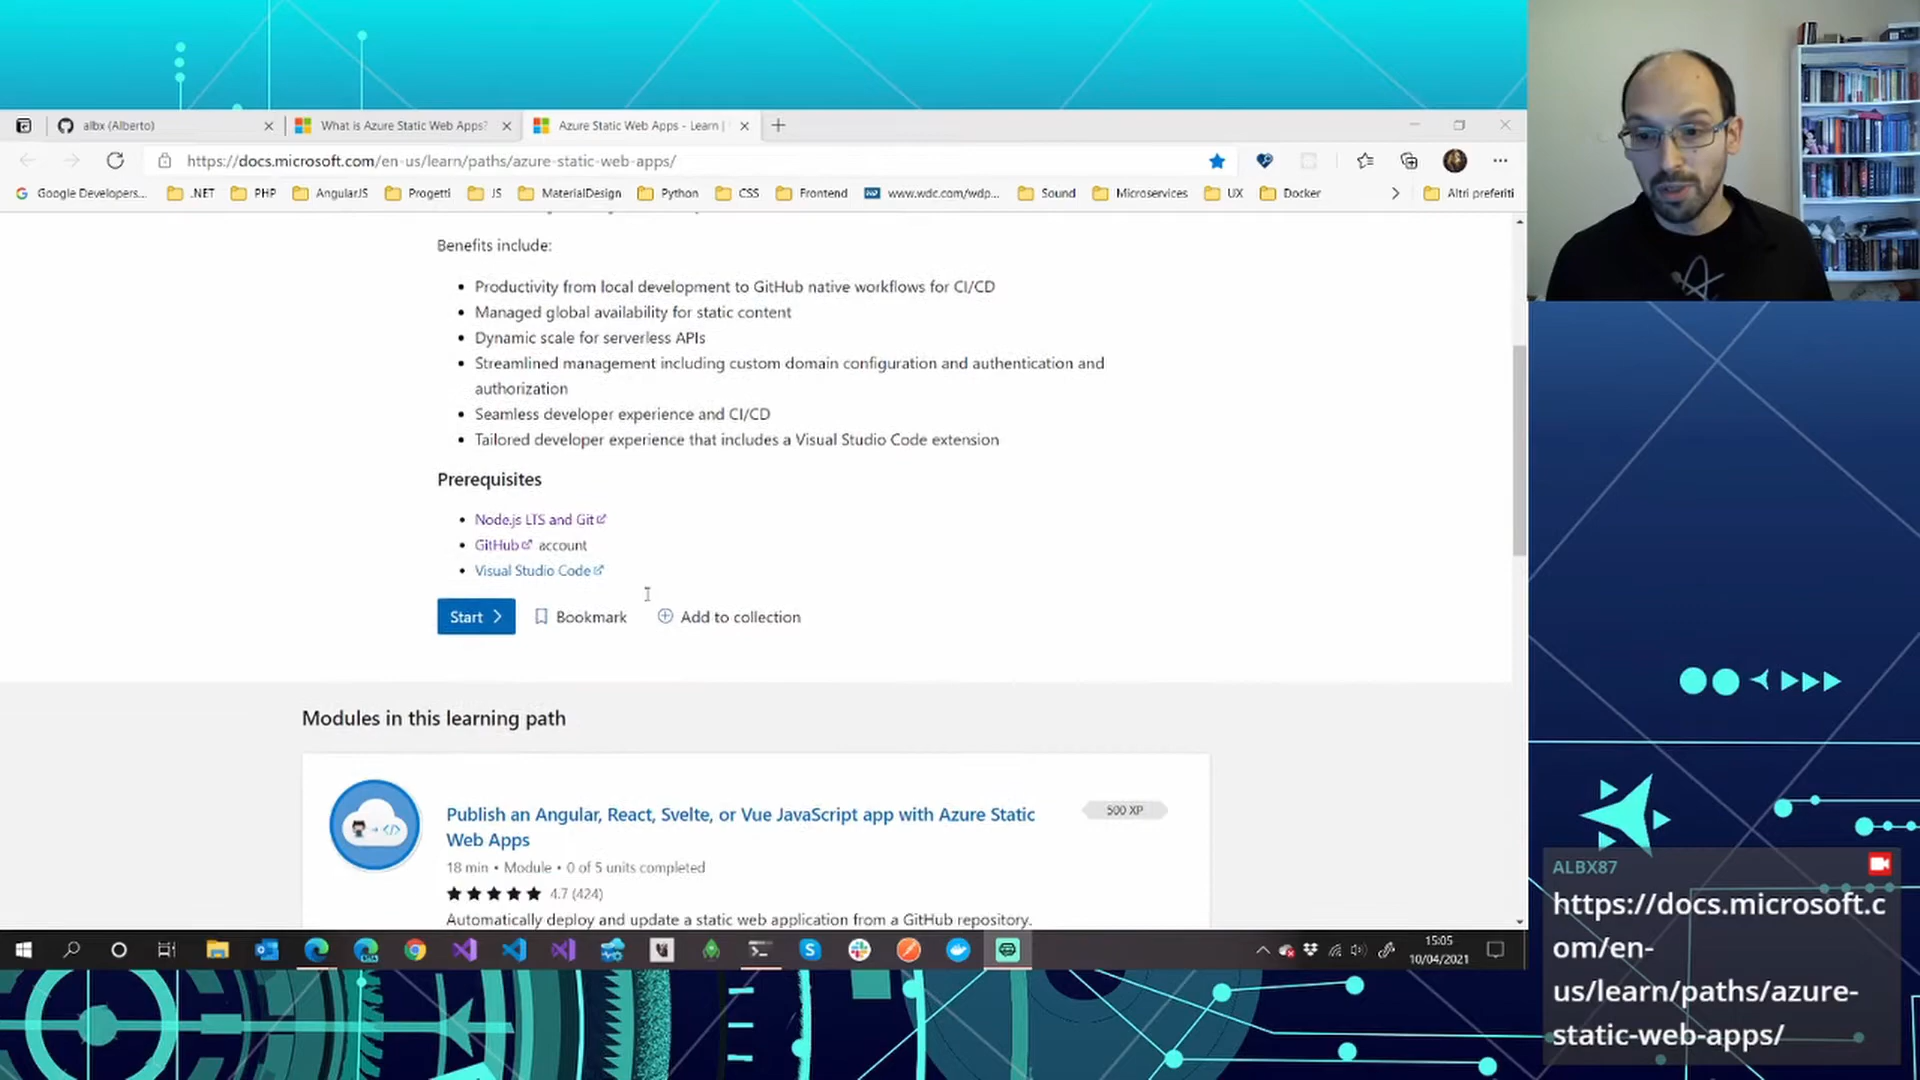 albx (Alberto)
What is Azure Static Web Apps?
Azure Static Web Apps - Learn |
https://docs.microsoft.com/en-us/learn/paths/azure-static-web-apps/
Google Developers...
.NET
PHP
AngularJS
Progetti
JS
MaterialDesign
Python
CSS
Frontend
www.wdc.com/wdp...
Sound
Microservices
UX
Docker
Altri preferiti
Benefits include:
• Productivity from local development to GitHub native workflows for CI/CD
• Managed global availability for static content
• Dynamic scale for serverless APIs
• Streamlined management including custom domain configuration and authentication and
authorization
• Seamless developer experience and CI/CD
• Tailored developer experience that includes a Visual Studio Code extension
Prerequisites
• Node.js LTS and Git
• GitHub account
• Visual Studio Code
Start
Bookmark
Add to collection
Modules in this learning path
Publish an Angular, React, Svelte, or Vue JavaScript app with Azure Static
Web Apps
500 XP
18 min • Module • 0 of 5 units completed
4.7 (424)
Automatically deploy and update a static web application from a GitHub repository.
15:05
10/04/2021
ALBX87
https://docs.microsoft.c
om/en-
us/learn/paths/azure-
static-web-apps/